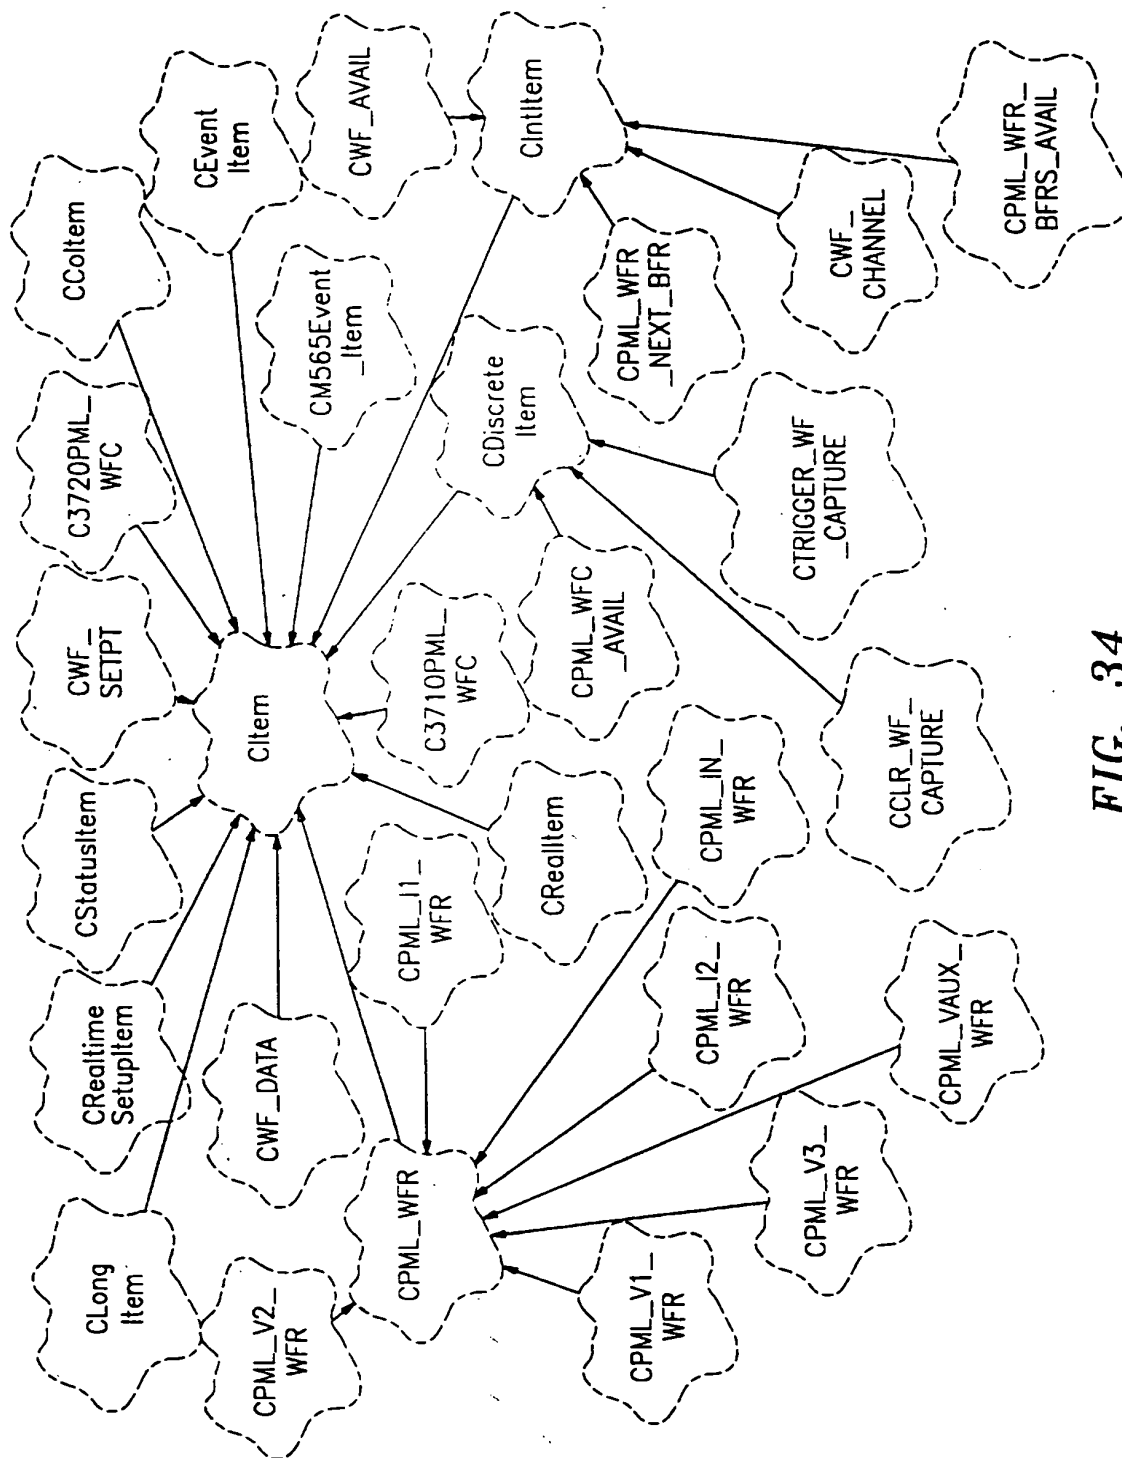 CLong
Item
CRealtime
SetupItem
CStatusItem
CWF_
SETPT
C3720PML_
WFC
CCoItem
CEvent
Item
CPML_V2_
WFR
CWF_DATA
CItem
CM565Event
_Item
CWF_AVAIL
CPML_WFR
CPML_I1_
WFR
CRealItem
C3710PML_
WFC
CDiscrete
Item
CIntItem
CPML_V1_
WFR
CPML_I2_
WFR
CPML_IN_
WFR
CPML_WFC
_AVAIL
CPML_WFR
_NEXT_BFR
CPML_V3_
WFR
CPML_VAUX_
WFR
CCLR_WF_
CAPTURE
CTRIGGER_WF
_CAPTURE
CWF_
CHANNEL
CPML_WFR_
BFRS_AVAIL
FIG. 34